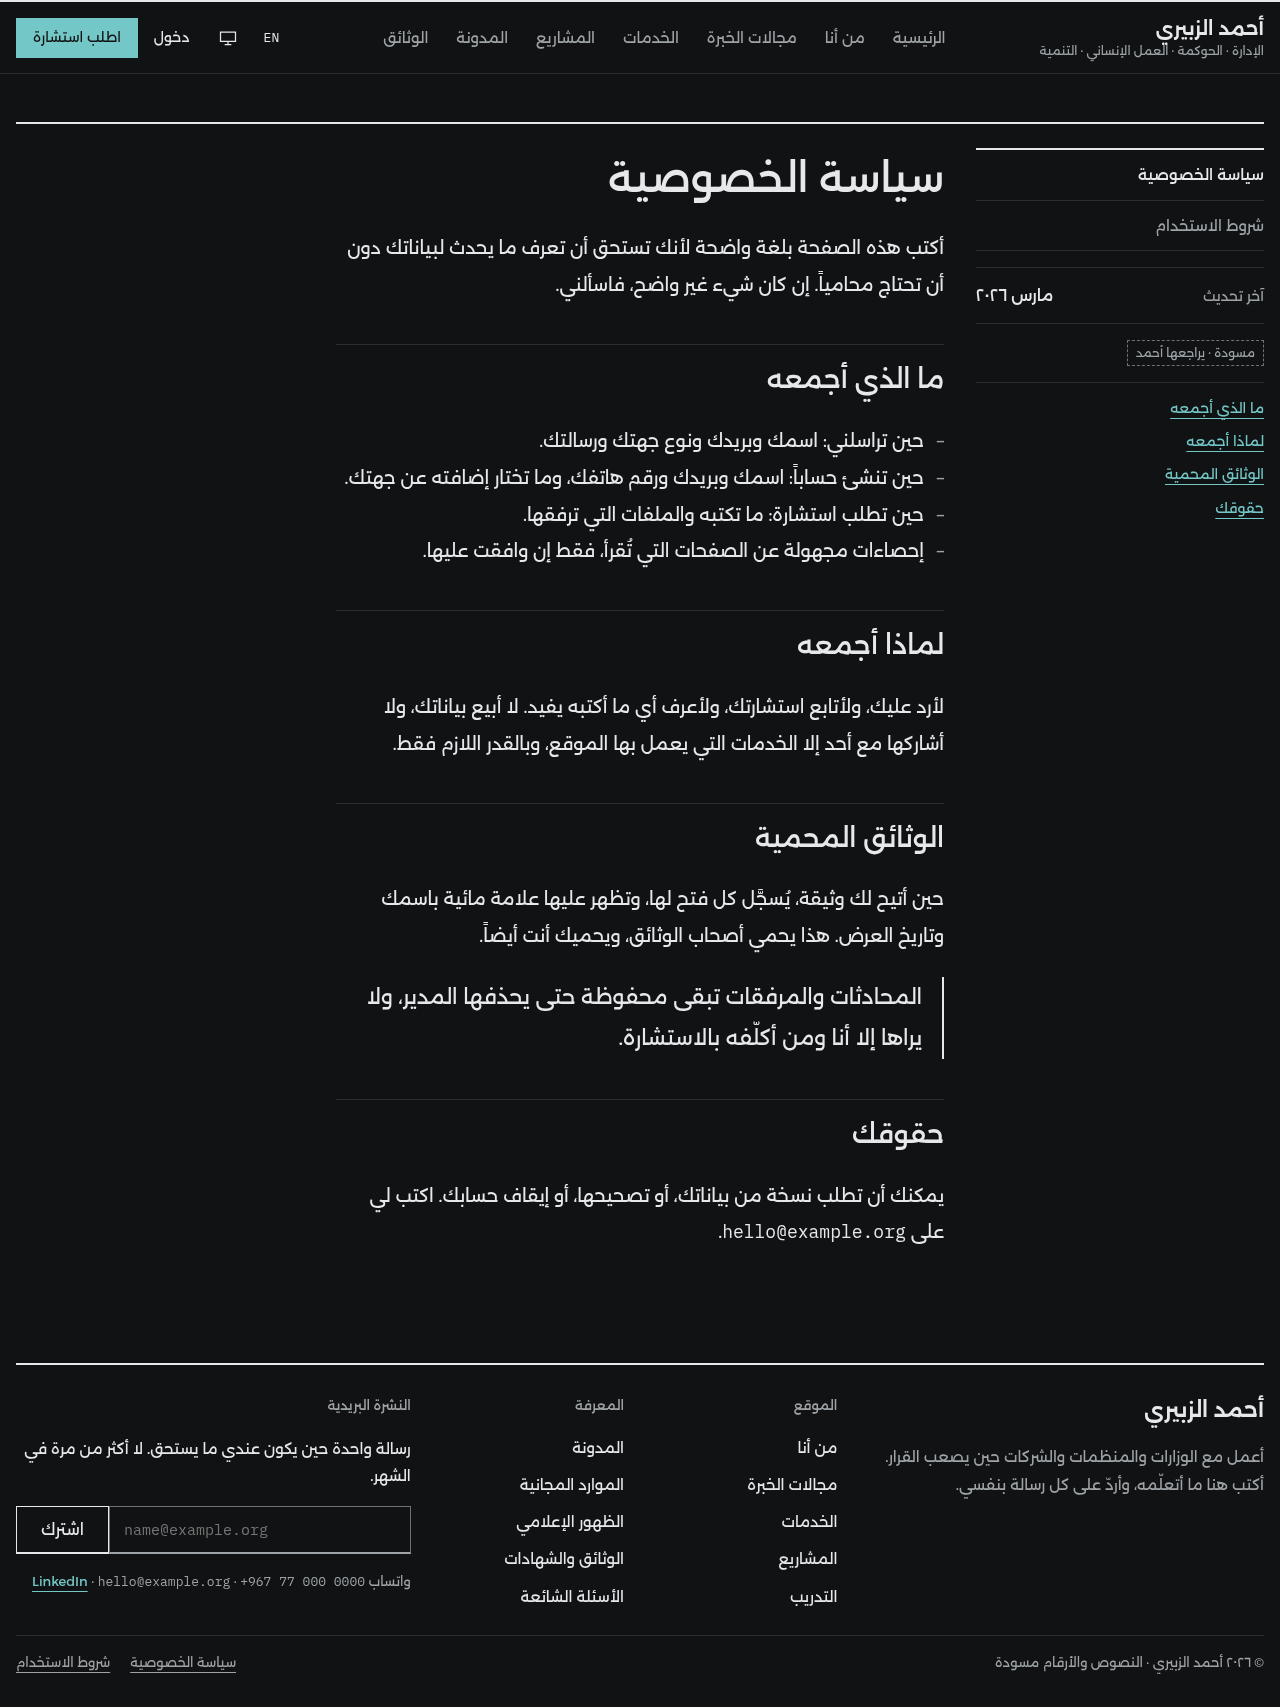 أحمد الزبيري
الإدارة · الحوكمة · العمل الإنساني · التنمية
الرئيسية
من أنا
مجالات الخبرة
الخدمات
المشاريع
المدونة
الوثائق
EN
دخول
اطلب استشارة
سياسة الخصوصية
شروط الاستخدام
آخر تحديث
مارس ٢٠٢٦
مسودة · يراجعها أحمد
ما الذي أجمعه
لماذا أجمعه
الوثائق المحمية
حقوقك
سياسة الخصوصية
أكتب هذه الصفحة بلغة واضحة لأنك تستحق أن تعرف ما يحدث لبياناتك دون
أن تحتاج محامياً. إن كان شيء غير واضح، فاسألني.
ما الذي أجمعه
- حين تراسلني: اسمك وبريدك ونوع جهتك ورسالتك.
- حين تنشئ حساباً: اسمك وبريدك ورقم هاتفك، وما تختار إضافته عن جهتك.
- حين تطلب استشارة: ما تكتبه والملفات التي ترفقها.
- إحصاءات مجهولة عن الصفحات التي تُقرأ، فقط إن وافقت عليها.
لماذا أجمعه
لأرد عليك، ولأتابع استشارتك، ولأعرف أي ما أكتبه يفيد. لا أبيع بياناتك، ولا
أشاركها مع أحد إلا الخدمات التي يعمل بها الموقع، وبالقدر اللازم فقط.
الوثائق المحمية
حين أتيح لك وثيقة، يُسجَّل كل فتح لها، وتظهر عليها علامة مائية باسمك
وتاريخ العرض. هذا يحمي أصحاب الوثائق، ويحميك أنت أيضاً.
المحادثات والمرفقات تبقى محفوظة حتى يحذفها المدير، ولا
يراها إلا أنا ومن أكلّفه بالاستشارة.
حقوقك
يمكنك أن تطلب نسخة من بياناتك، أو تصحيحها، أو إيقاف حسابك. اكتب لي
على hello@example.org.
أحمد الزبيري
أعمل مع الوزارات والمنظمات والشركات حين يصعب القرار.
أكتب هنا ما أتعلّمه، وأردّ على كل رسالة بنفسي.
الموقع
من أنا
مجالات الخبرة
الخدمات
المشاريع
التدريب
المعرفة
المدونة
الموارد المجانية
الظهور الإعلامي
الوثائق والشهادات
الأسئلة الشائعة
النشرة البريدية
رسالة واحدة حين يكون عندي ما يستحق. لا أكثر من مرة في
الشهر.
name@example.org
اشترك
واتساب +967 77 000 0000 · hello@example.org · LinkedIn
© ٢٠٢٦ أحمد الزبيري · النصوص والأرقام مسودة
سياسة الخصوصية
شروط الاستخدام